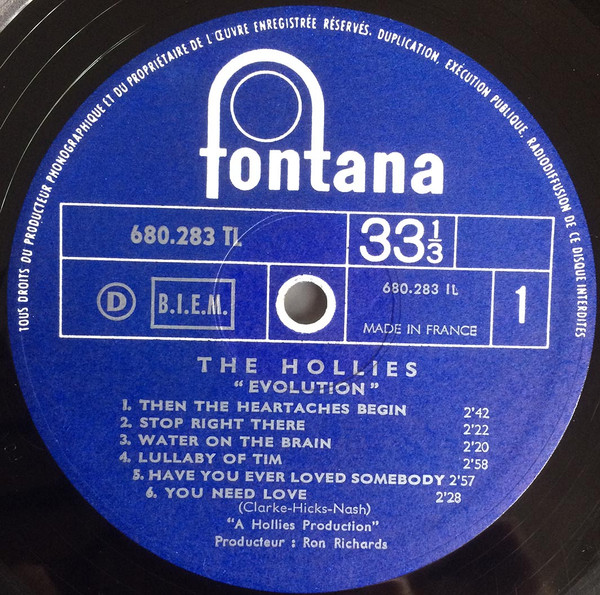 TOUS DROITS DU PRODUCTEUR PHONOGRAPHIQUE ET DU PROPRIÉTAIRE DE L'ŒUVRE ENREGISTRÉE RÉSERVÉS. DUPLICATION, EXÉCUTION PUBLIQUE, RADIODIFFUSION DE CE DISQUE INTERDITES
fontana
680.283 TL
33 1/3
D
B.I.E.M.
680.283 1L
MADE IN FRANCE
1
THE HOLLIES
"EVOLUTION"
1. THEN THE HEARTACHES BEGIN 2'42
2. STOP RIGHT THERE 2'22
3. WATER ON THE BRAIN 2'20
4. LULLABY OF TIM 2'58
5. HAVE YOU EVER LOVED SOMEBODY 2'57
6. YOU NEED LOVE 2'28
(Clarke-Hicks-Nash)
"A Hollies Production"
Producteur : Ron Richards